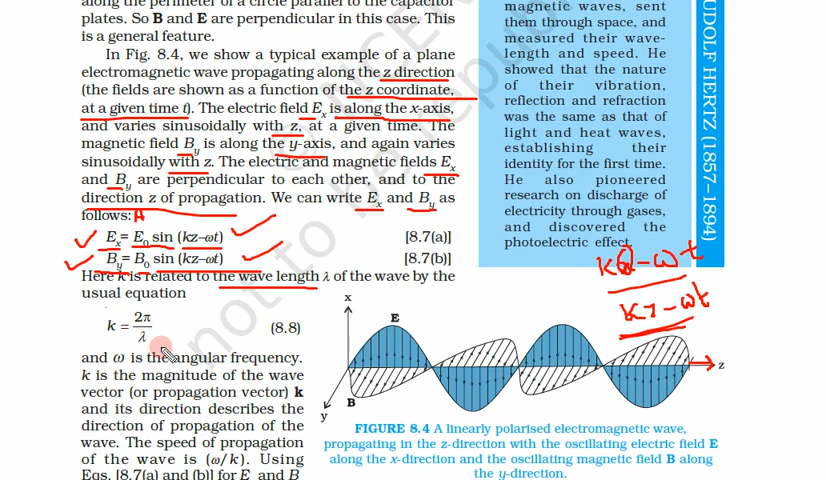 along the perimeter of a circle parallel to the capacitor
plates. So B and E are perpendicular in this case. This
is a general feature.
In Fig. 8.4, we show a typical example of a plane
electromagnetic wave propagating along the z direction
(the fields are shown as a function of the z coordinate,
at a given time t). The electric field Eₓ is along the x-axis,
and varies sinusoidally with z, at a given time. The
magnetic field By is along the y-axis, and again varies
sinusoidally with z. The electric and magnetic fields Eₓ
and By are perpendicular to each other, and to the
direction z of propagation. We can write Eₓ and By as
follows:
Eₓ= E₀ sin (kz–ωt) [8.7(a)]
By= B₀ sin (kz–ωt) [8.7(b)]
Here k is related to the wave length λ of the wave by the
usual equation
k = 2π/λ (8.8)
and ω is the angular frequency.
k is the magnitude of the wave
vector (or propagation vector) k
and its direction describes the
direction of propagation of the
wave. The speed of propagation
of the wave is (ω/k). Using
Eqs. [8.7(a) and (b)] for E and B
magnetic waves, sent
them through space, and
measured their wave-
length and speed. He
showed that the nature
of their vibration,
reflection and refraction
was the same as that of
light and heat waves,
establishing their
identity for the first time.
He also pioneered
research on discharge of
electricity through gases,
and discovered the
photoelectric effect.
RUDOLF HERTZ (1857–1894)
kz – ωt
x
E
B
y
z
FIGURE 8.4 A linearly polarised electromagnetic wave,
propagating in the z-direction with the oscillating electric field E
along the x-direction and the oscillating magnetic field B along
the y-direction.
not to be republ